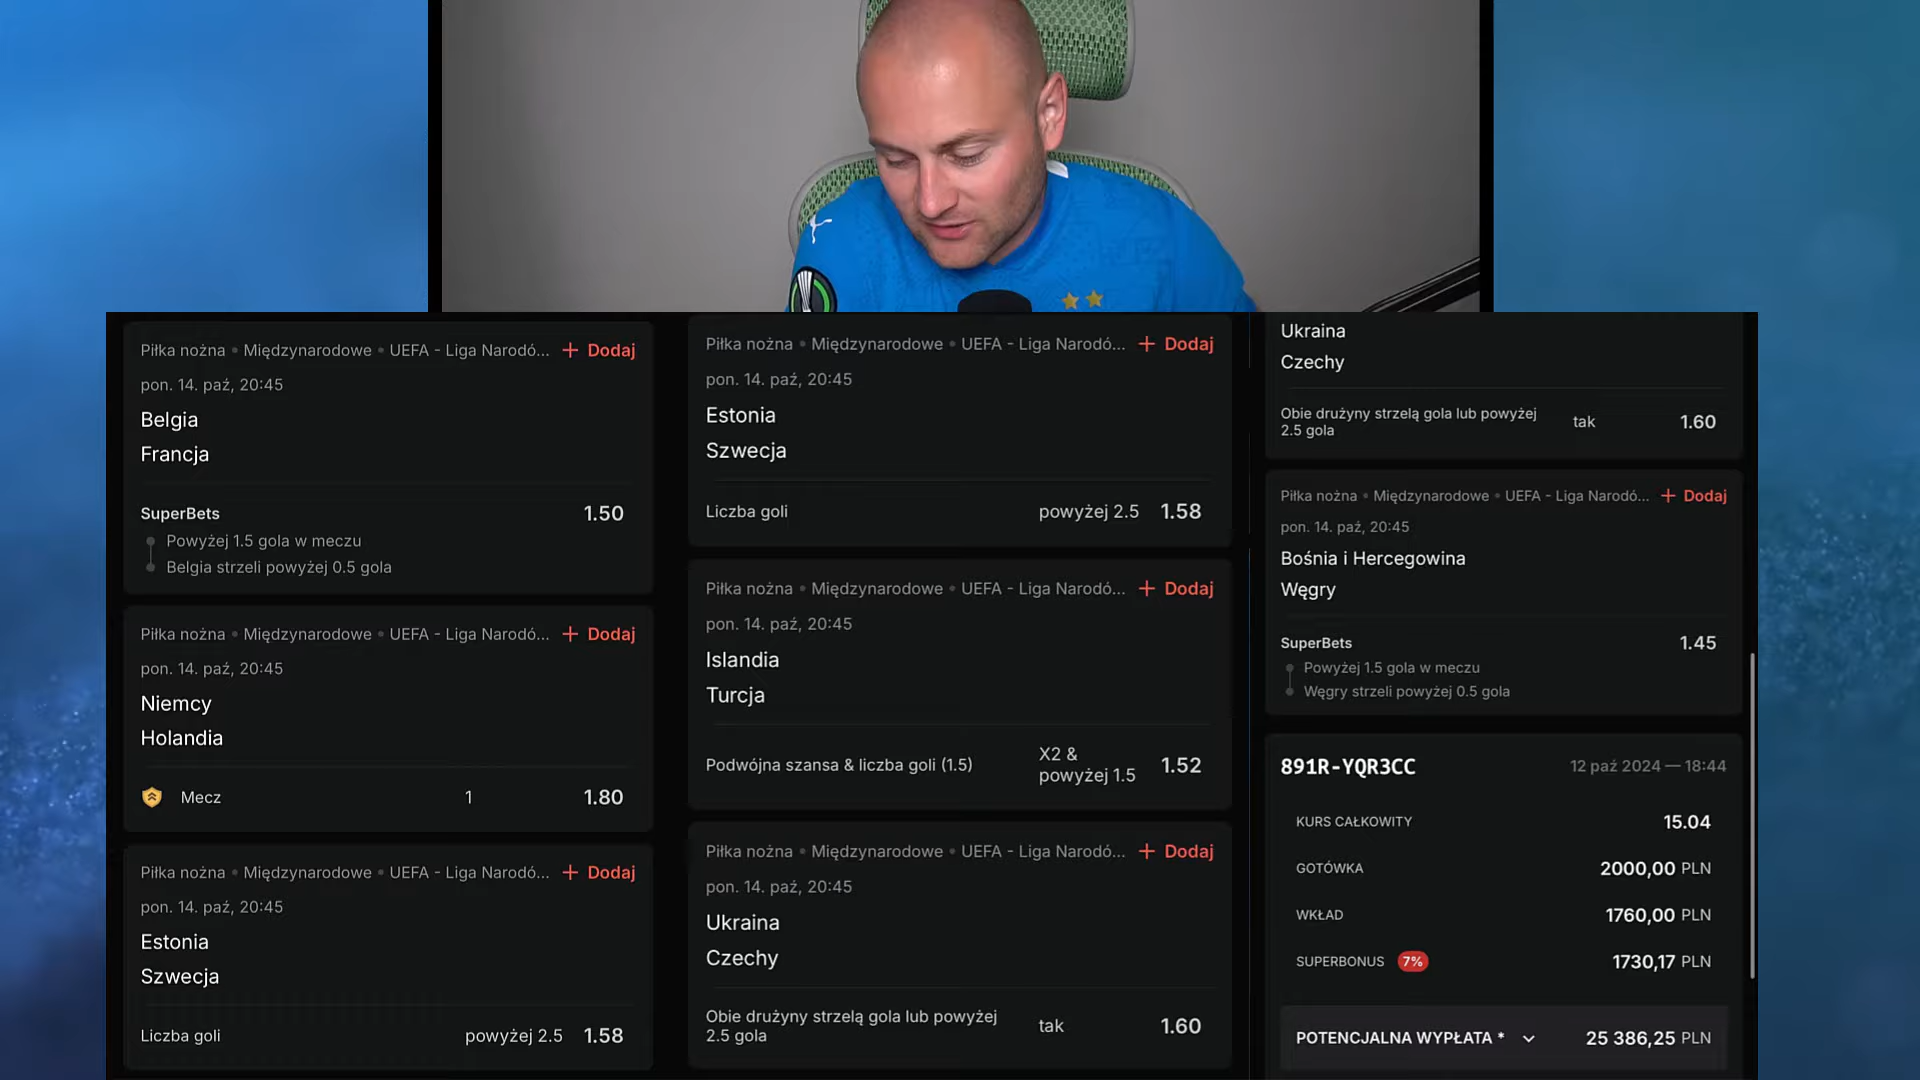 Piłka nożna • Międzynarodowe • UEFA - Liga Narodó... + Dodaj
pon. 14. paź, 20:45
Belgia
Francja
SuperBets 1.50
Powyżej 1.5 gola w meczu
Belgia strzeli powyżej 0.5 gola
Piłka nożna • Międzynarodowe • UEFA - Liga Narodó... + Dodaj
pon. 14. paź, 20:45
Niemcy
Holandia
Mecz 1 1.80
Piłka nożna • Międzynarodowe • UEFA - Liga Narodó... + Dodaj
pon. 14. paź, 20:45
Estonia
Szwecja
Liczba goli powyżej 2.5 1.58
Piłka nożna • Międzynarodowe • UEFA - Liga Narodó... + Dodaj
pon. 14. paź, 20:45
Estonia
Szwecja
Liczba goli powyżej 2.5 1.58
Piłka nożna • Międzynarodowe • UEFA - Liga Narodó... + Dodaj
pon. 14. paź, 20:45
Islandia
Turcja
Podwójna szansa & liczba goli (1.5) X2 & powyżej 1.5 1.52
Piłka nożna • Międzynarodowe • UEFA - Liga Narodó... + Dodaj
pon. 14. paź, 20:45
Ukraina
Czechy
Obie drużyny strzelą gola lub powyżej
2.5 gola tak 1.60
Ukraina
Czechy
Obie drużyny strzelą gola lub powyżej
2.5 gola tak 1.60
Piłka nożna • Międzynarodowe • UEFA - Liga Narodó... + Dodaj
pon. 14. paź, 20:45
Bośnia i Hercegowina
Węgry
SuperBets 1.45
Powyżej 1.5 gola w meczu
Węgry strzeli powyżej 0.5 gola
891R-YQR3CC 12 paź 2024 — 18:44
KURS CAŁKOWITY 15.04
GOTÓWKA 2000,00 PLN
WKŁAD 1760,00 PLN
SUPERBONUS 7% 1730,17 PLN
POTENCJALNA WYPŁATA * 25 386,25 PLN